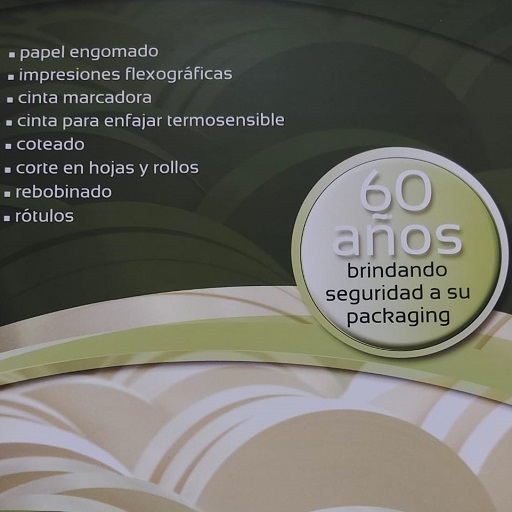 ▪ papel engomado
▪ impresiones flexográficas
▪ cinta marcadora
▪ cinta para enfajar termosensible
▪ coteado
▪ corte en hojas y rollos
▪ rebobinado
▪ rótulos
60
años
brindando
seguridad a su
packaging